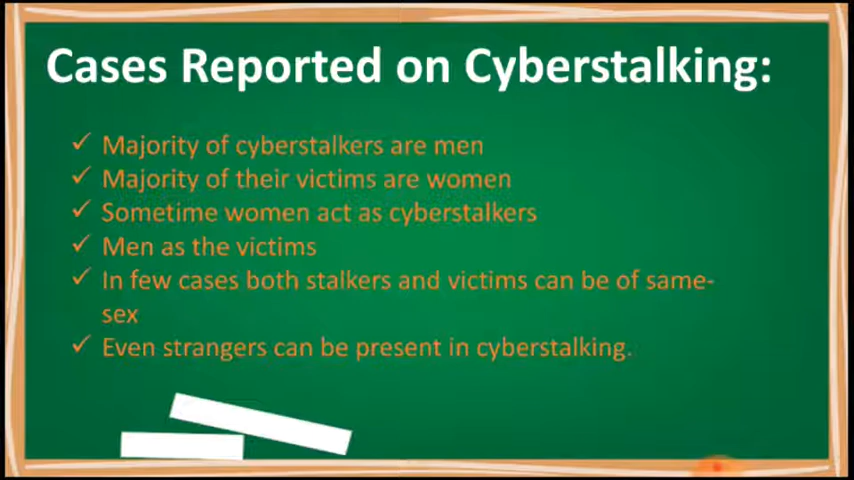 Cases Reported on Cyberstalking:
✓ Majority of cyberstalkers are men
✓ Majority of their victims are women
✓ Sometime women act as cyberstalkers
✓ Men as the victims
✓ In few cases both stalkers and victims can be of same-
sex
✓ Even strangers can be present in cyberstalking.